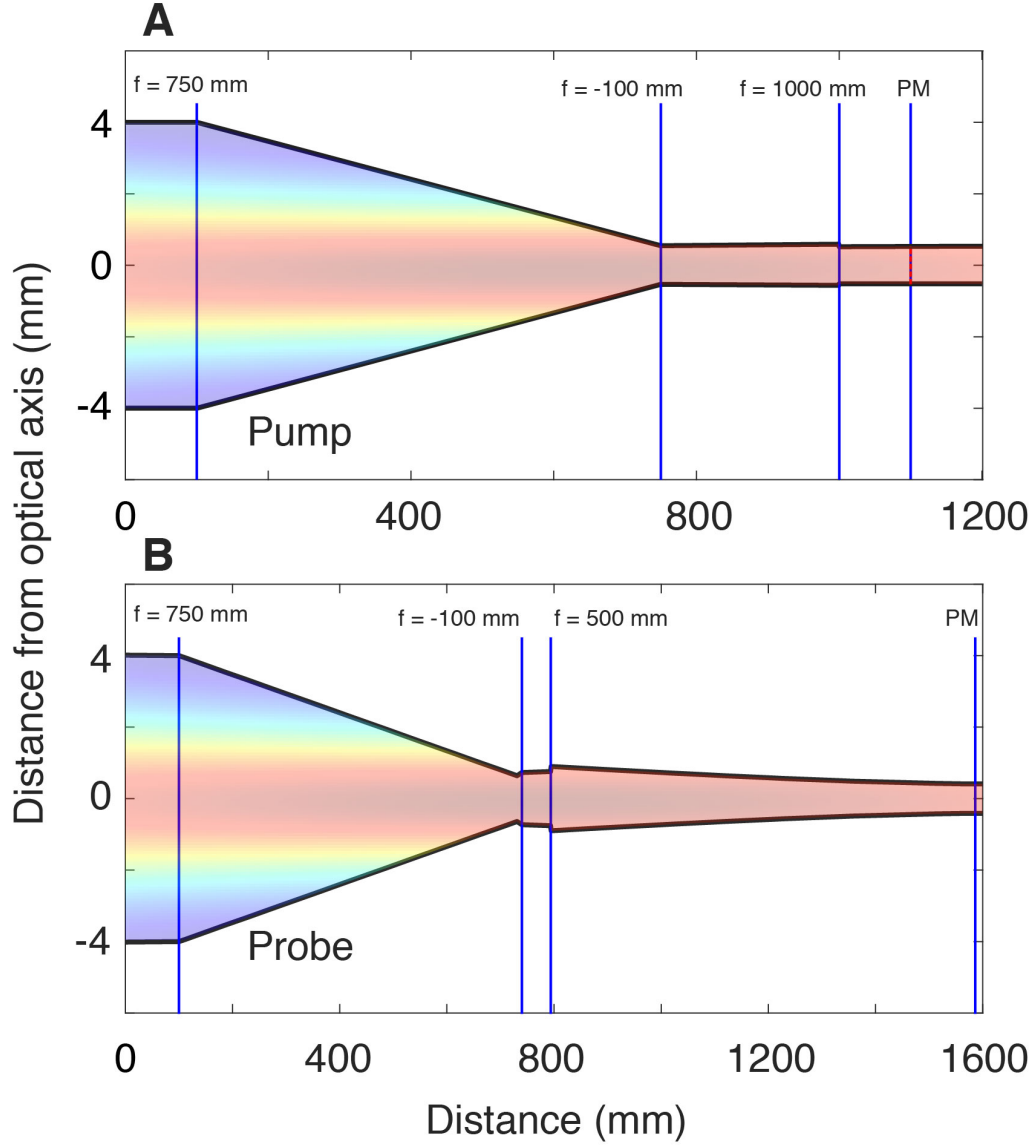 A
f = 750 mm
f = -100 mm
f = 1000 mm
PM
4
0
-4
Pump
0
400
800
1200
Distance from optical axis (mm)
B
f = 750 mm
f = -100 mm
f = 500 mm
PM
4
0
-4
Probe
0
400
800
1200
1600
Distance (mm)